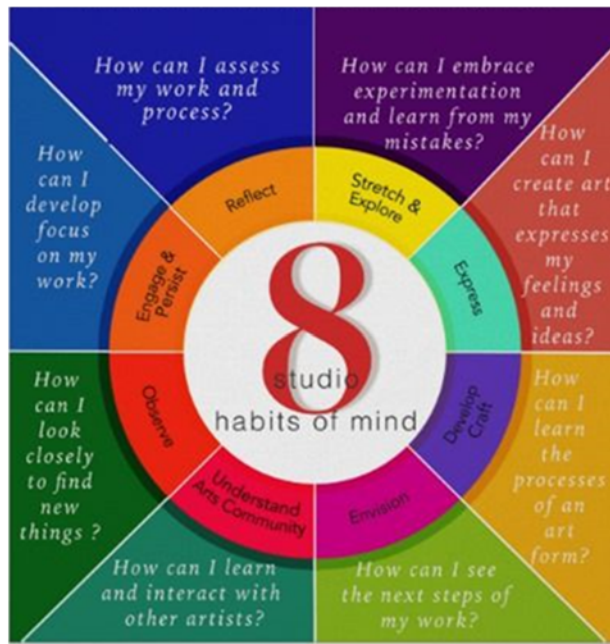 How can I assess
my work and
process?
How can I embrace
experimentation
and learn from my
mistakes?
How
can I
create art
that
expresses
my
feelings
and
ideas?
How
can I
learn
the
processes
of an
art
form?
How can I see
the next steps of
my work?
How can I learn
and interact with
other artists?
How
can I
look
closely
to find
new
things ?
How
can I
develop
focus
on my
work?
Reflect
Stretch &
Explore
Express
Develop
Craft
Envision
Understand
Arts Community
Observe
Engage &
Persist
8
studio
habits of mind